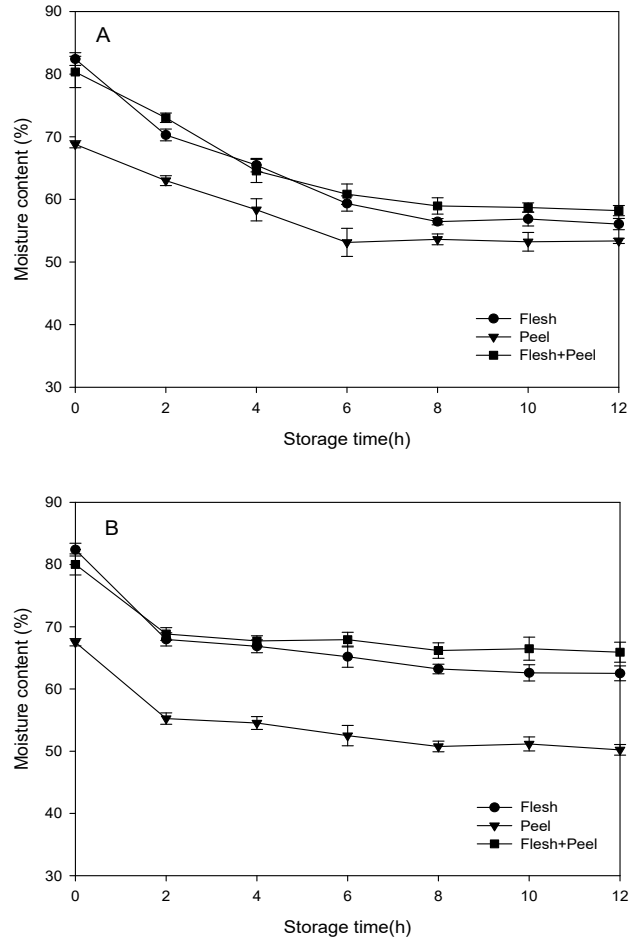 90
A
80
70
60
50
40
30
Moisture content (%)
Flesh
Peel
Flesh+Peel
0 2 4 6 8 10 12
Storage time(h)
90
B
80
70
60
50
40
30
Moisture content (%)
Flesh
Peel
Flesh+Peel
0 2 4 6 8 10 12
Storage time(h)